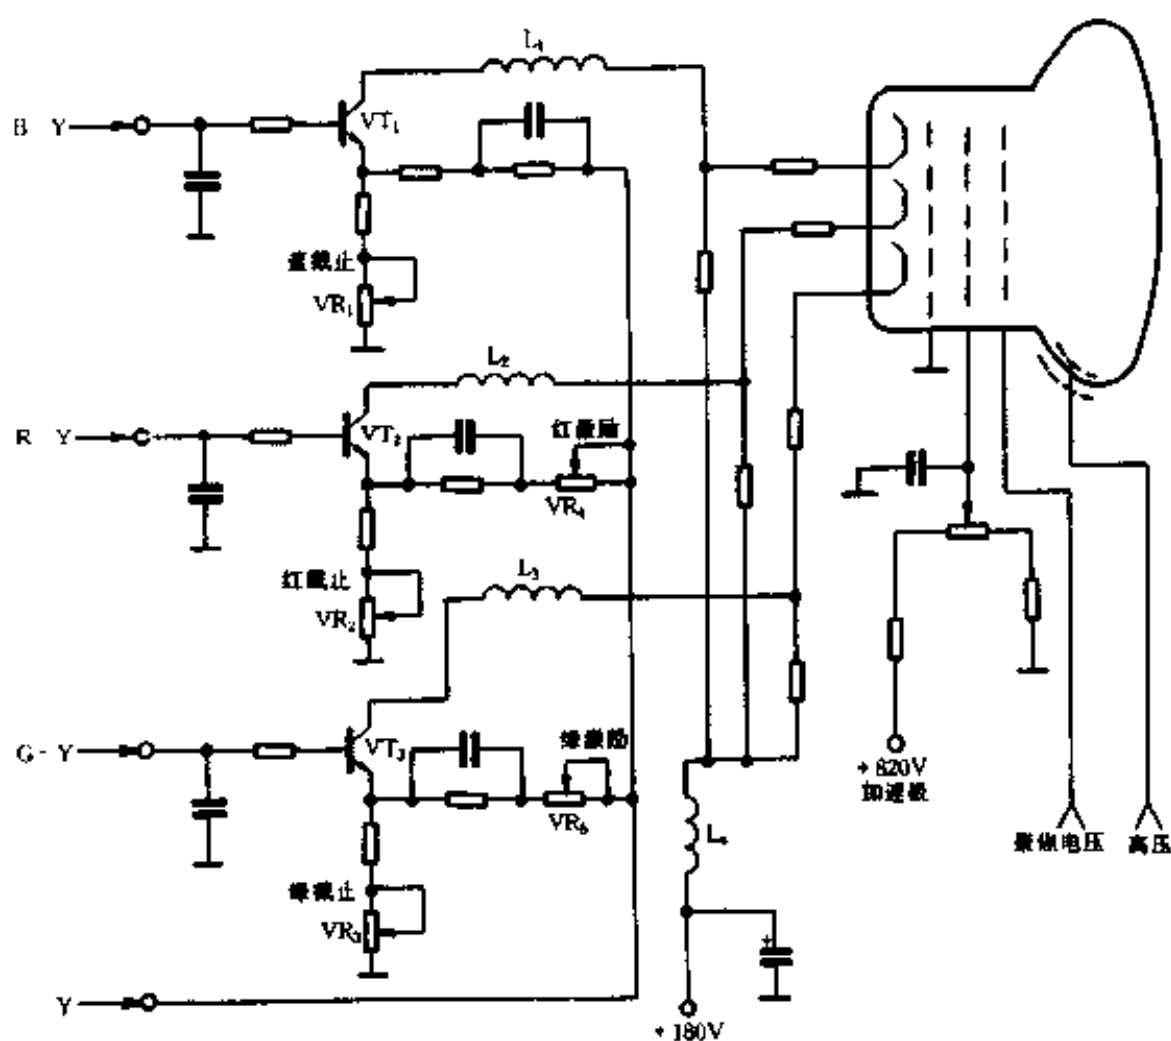 L₁
B Y
VT₁
蓝截止
VR₁
L₂
R Y
VT₂
红激励
VR₄
红截止
VR₂
L₃
G-Y
VT₃
绿激励
绿截止
VR₃
Y
+180V
+820V
加速极
聚焦电压
高压